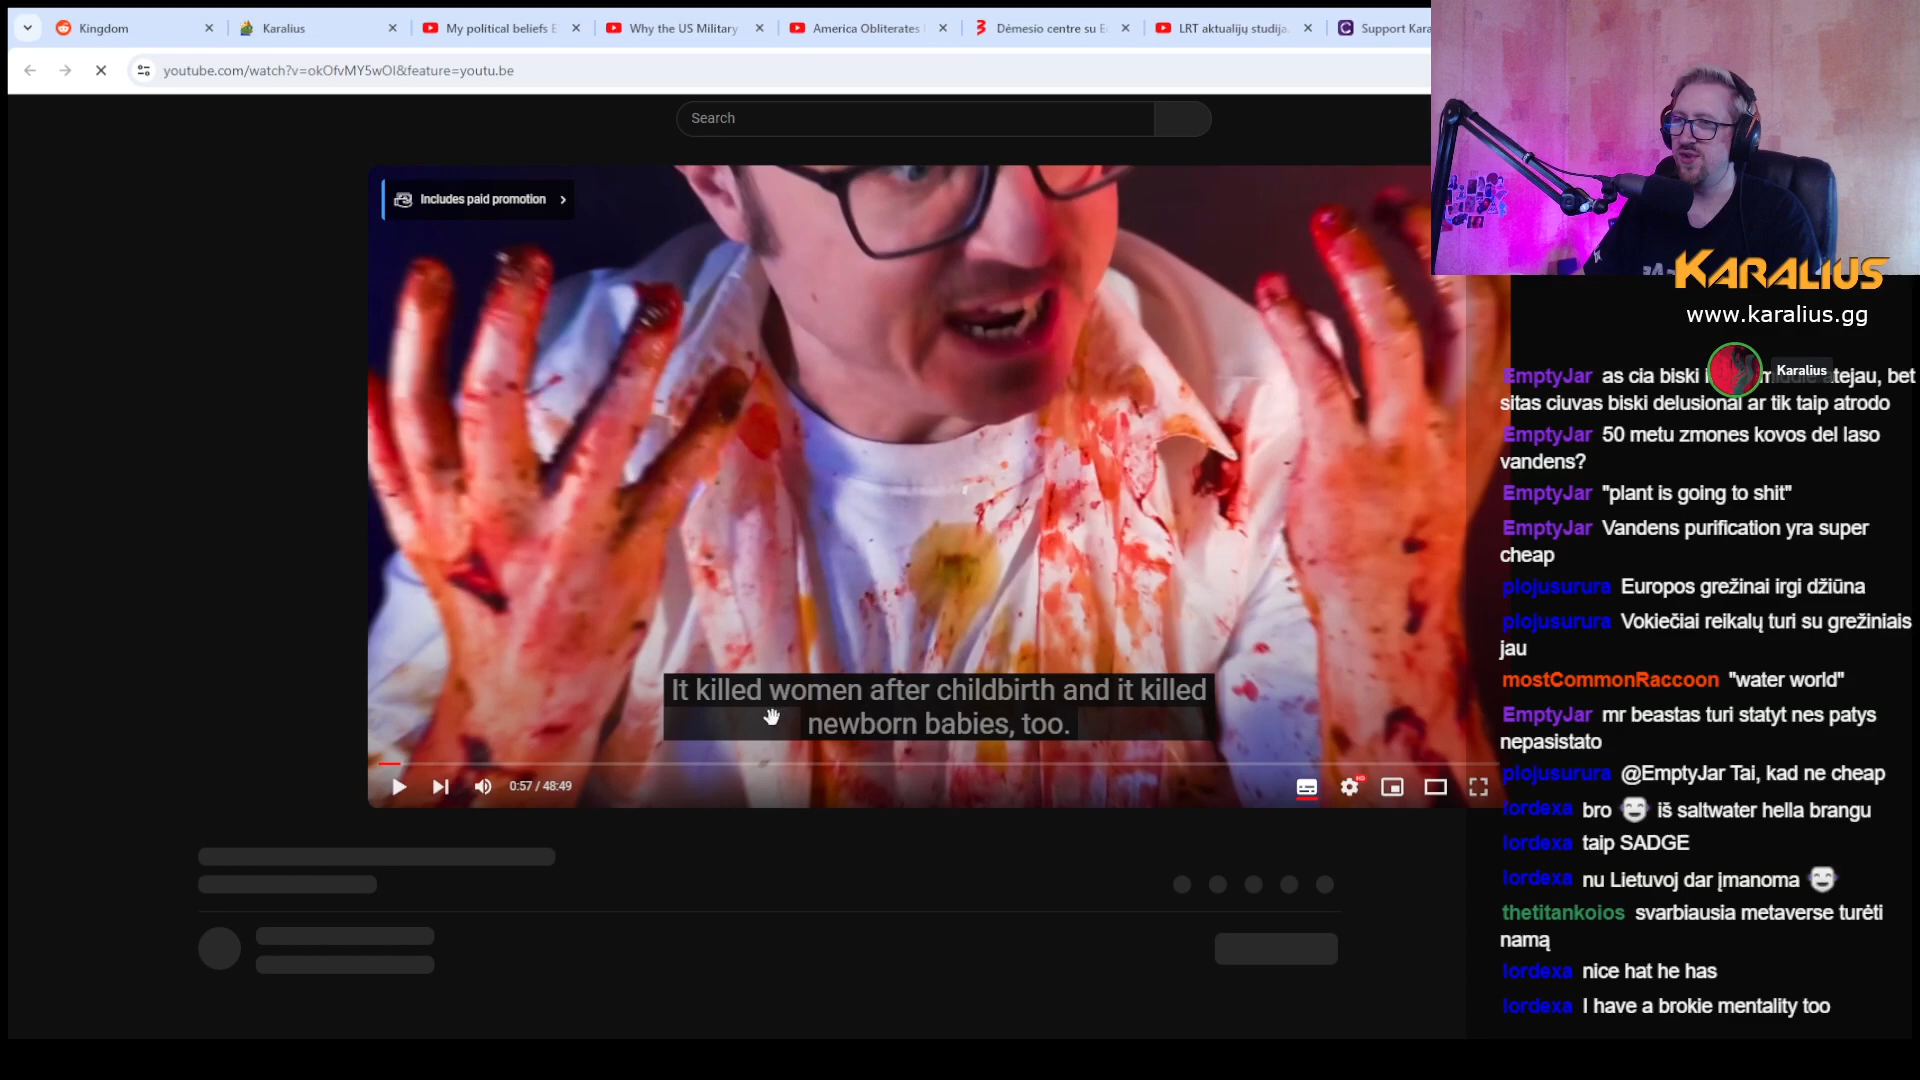 Kingdom
Karalius
My political beliefs E
Why the US Military
America Obliterates
Dėmesio centre su E
LRT aktualijų studija.
Support Kara
youtube.com/watch?v=okOfvMY5wOI&feature=youtu.be
Search
Includes paid promotion
It killed women after childbirth and it killed
newborn babies, too.
0:57 / 48:49
HD
KARALIUS
www.karalius.gg
Karalius
EmptyJar as cia biski atejau, bet
sitas ciuvas biski delusional ar tik taip atrodo
EmptyJar 50 metu zmones kovos del laso
vandens?
EmptyJar "plant is going to shit"
EmptyJar Vandens purification yra super
cheap
plojusurura Europos grežinai irgi džiūna
plojusurura Vokiečiai reikalų turi su grežiniais
jau
mostCommonRaccoon "water world"
EmptyJar mr beastas turi statyt nes patys
nepasistato
plojusurura @EmptyJar Tai, kad ne cheap
lordexa bro iš saltwater hella brangu
lordexa taip SADGE
lordexa nu Lietuvoj dar įmanoma
thetitankoios svarbiausia metaverse turėti
namą
lordexa nice hat he has
lordexa I have a brokie mentality too